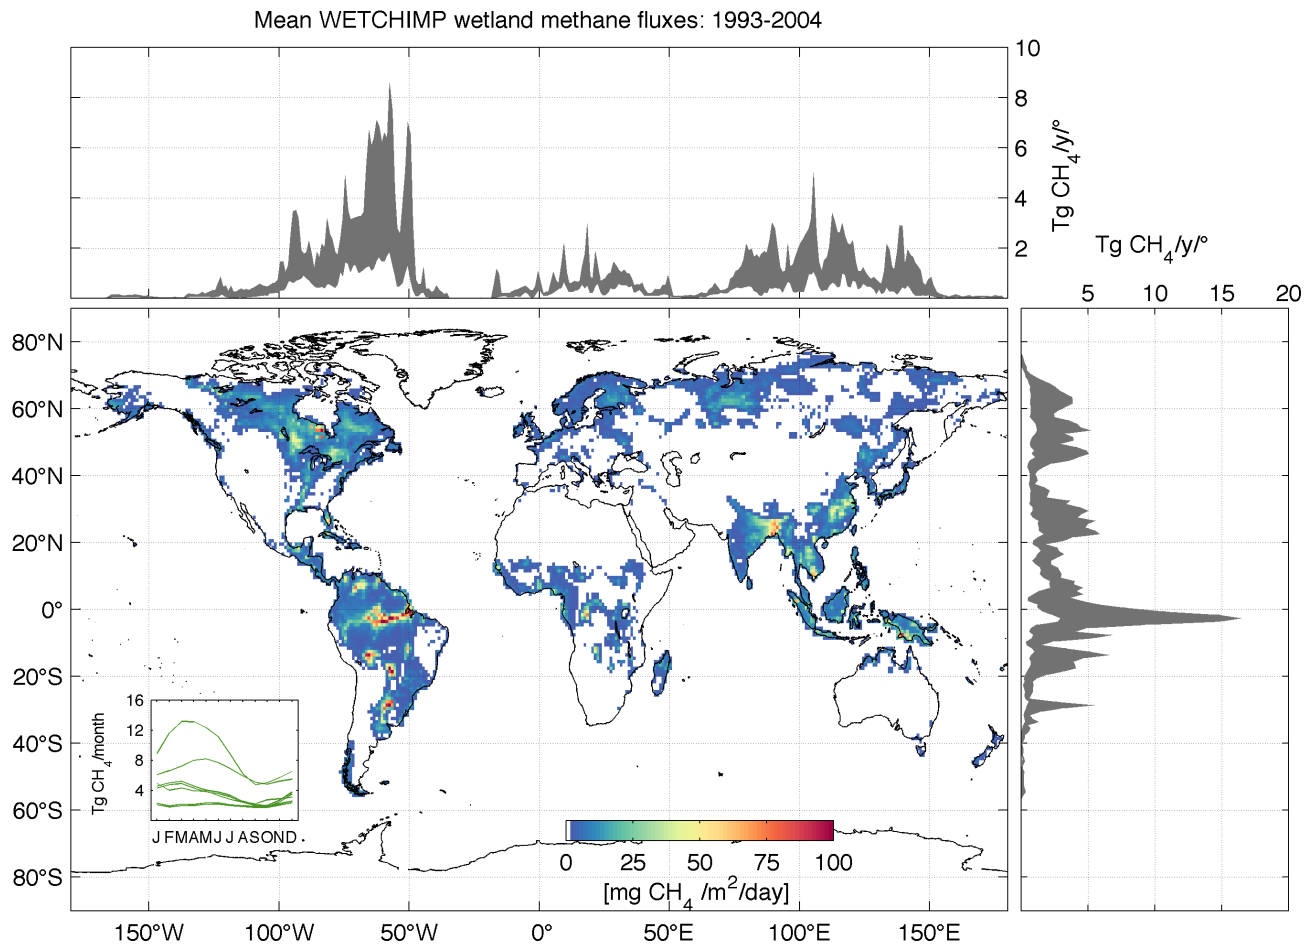 Mean WETCHIMP wetland methane fluxes: 1993-2004
10
8
6
4
2
Tg CH4/y/°
Tg CH4/y/°
5 10 15 20
80°N
60°N
40°N
20°N
0°
20°S
40°S
60°S
80°S
16
12
8
4
Tg CH4/month
J F M A M J J A S O N D
0 25 50 75 100
[mg CH4 /m2/day]
150°W 100°W 50°W 0° 50°E 100°E 150°E